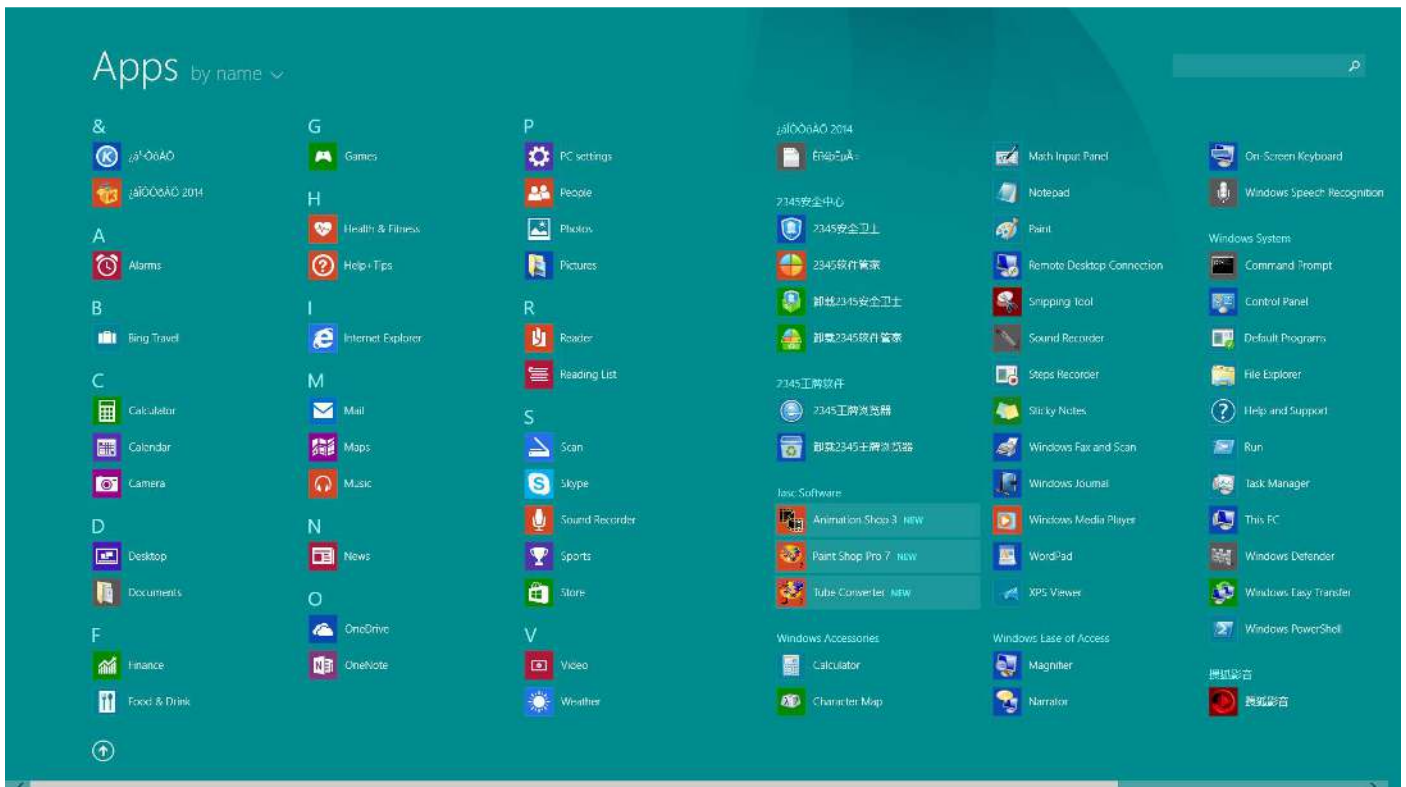 Apps by name
&
¿áÎÒÒôÀÖ 2014
A
Alarms
B
Bing Travel
C
Calculator
Calendar
Camera
D
Desktop
Documents
F
Finance
Food & Drink
G
Games
H
Health & Fitness
Help+Tips
I
Internet Explorer
M
Mail
Maps
Music
N
News
O
OneDrive
OneNote
P
PC settings
People
Photos
Pictures
R
Reader
Reading List
S
Scan
Skype
Sound Recorder
Sports
Store
V
Video
Weather
¿áÎÒÒôÀÖ 2014
2345安全中心
2345安全卫士
2345软件管家
卸载2345安全卫士
卸载2345软件管家
2345王牌软件
2345王牌浏览器
卸载2345王牌浏览器
Jasc Software
Animation Shop 3 NEW
Paint Shop Pro 7 NEW
Tube Converter NEW
Windows Accessories
Calculator
Character Map
Math Input Panel
Notepad
Paint
Remote Desktop Connection
Snipping Tool
Sound Recorder
Steps Recorder
Sticky Notes
Windows Fax and Scan
Windows Journal
Windows Media Player
WordPad
XPS Viewer
Windows Ease of Access
Magnifier
Narrator
On-Screen Keyboard
Windows Speech Recognition
Windows System
Command Prompt
Control Panel
Default Programs
File Explorer
Help and Support
Run
Task Manager
This PC
Windows Defender
Windows Easy Transfer
Windows PowerShell
搜狐影音
搜狐影音